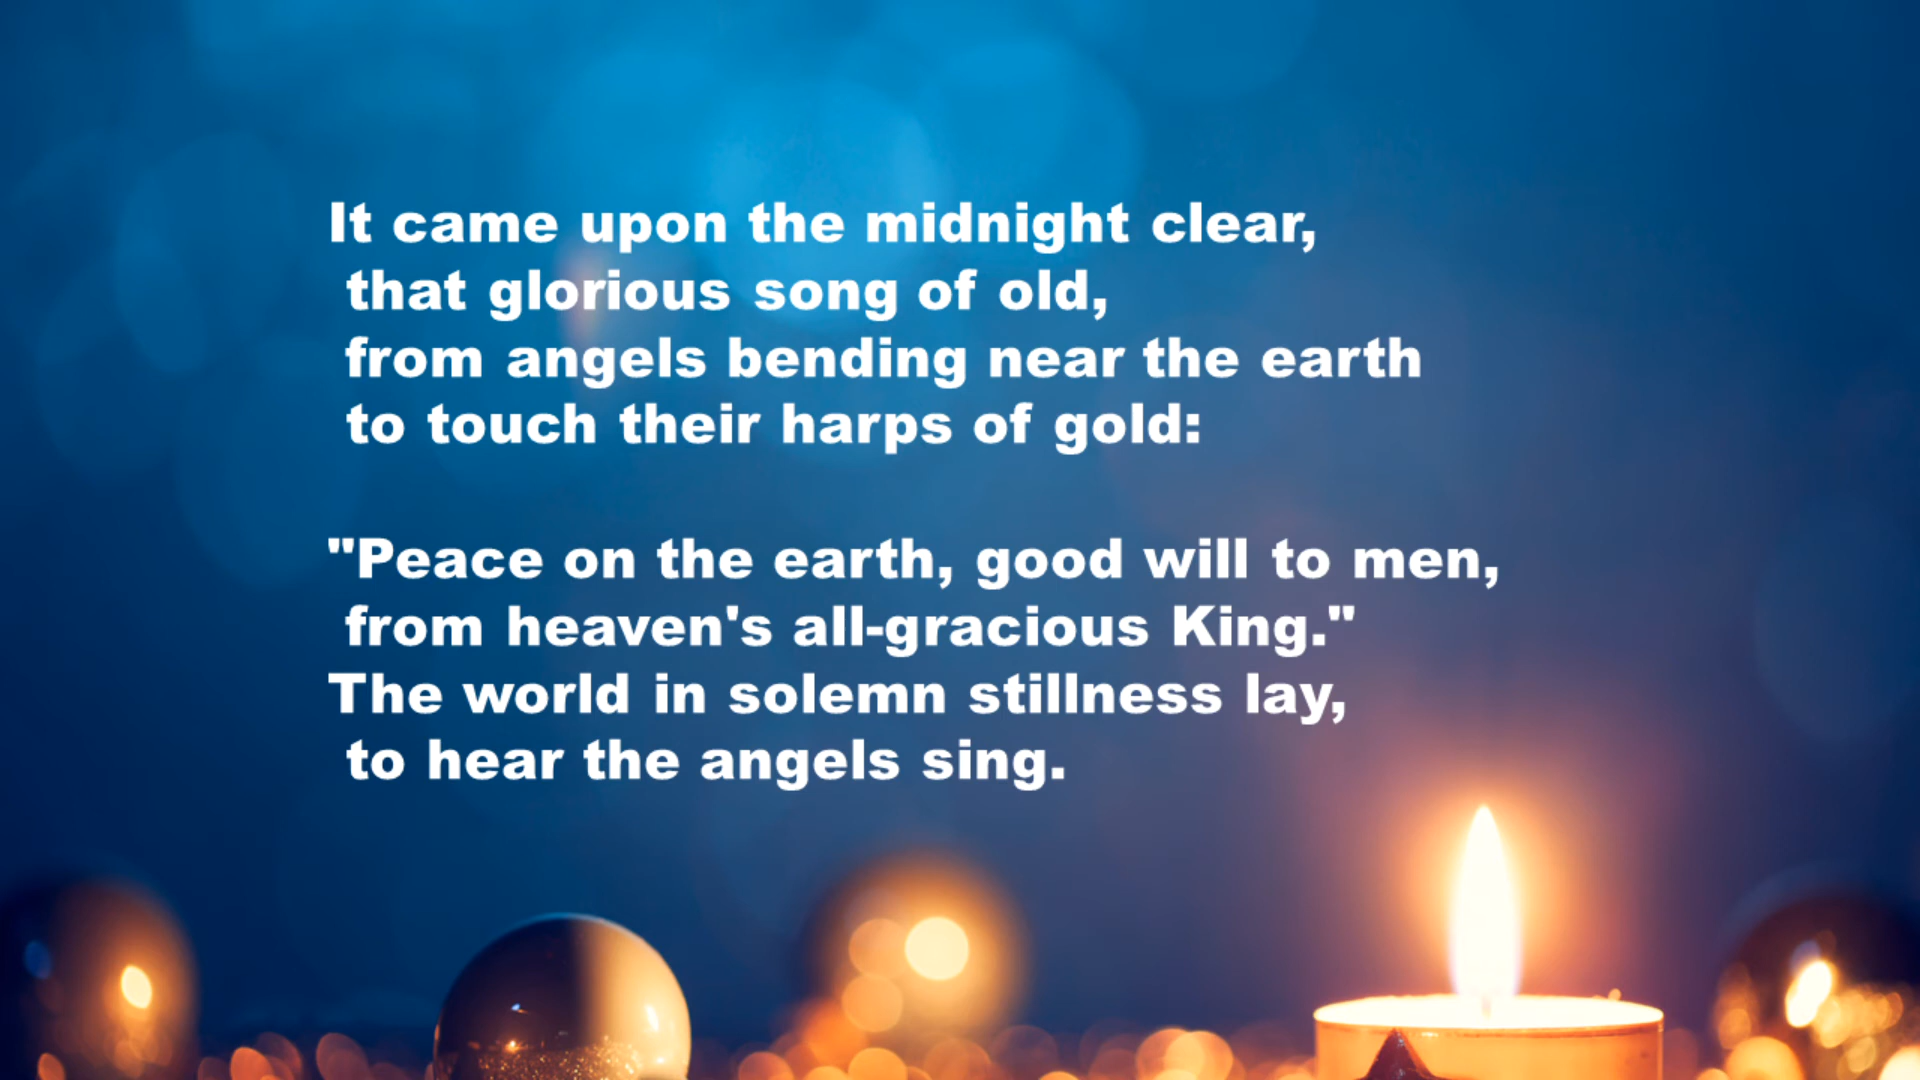 It came upon the midnight clear,
that glorious song of old,
from angels bending near the earth
to touch their harps of gold:
"Peace on the earth, good will to men,
from heaven's all-gracious King."
The world in solemn stillness lay,
to hear the angels sing.